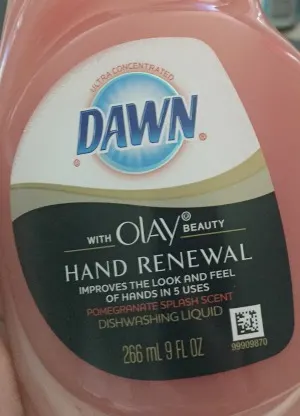 ULTRA CONCENTRATED
DAWN®
®
WITH OLAY® BEAUTY
HAND RENEWAL
IMPROVES THE LOOK AND FEEL
OF HANDS IN 5 USES
POMEGRANATE SPLASH SCENT
DISHWASHING LIQUID
266 mL 9 FL OZ
99909870